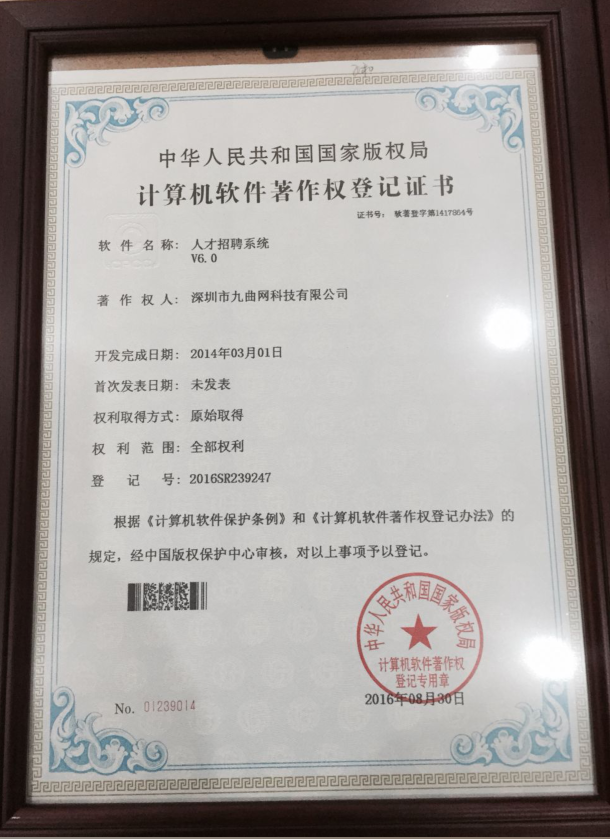 中华人民共和国国家版权局
计算机软件著作权登记证书
证书号: 软著登字第1417864号
软件名称: 人才招聘系统
V6.0
著作权人: 深圳市九曲网科技有限公司
开发完成日期: 2014年03月01日
首次发表日期: 未发表
权利取得方式: 原始取得
权利范围: 全部权利
登记号: 2016SR239247
根据《计算机软件保护条例》和《计算机软件著作权登记办法》的
规定，经中国版权保护中心审核，对以上事项予以登记。
中华人民共和国国家版权局
计算机软件著作权
登记专用章
No. 01239014
2016年08月30日